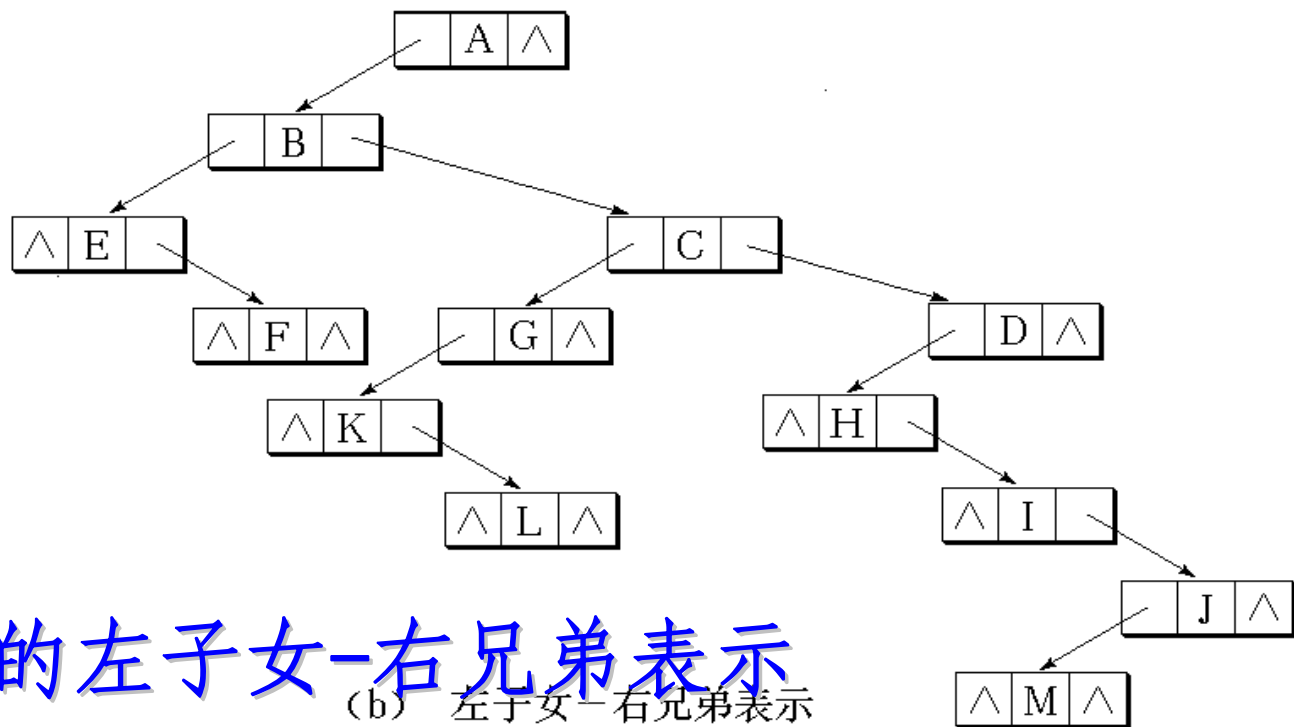 A ∧
B
∧ E
C
∧ F ∧
G ∧
D ∧
∧ K
∧ H
∧ L ∧
∧ I
J ∧
的左子女-右兄弟表示
∧ M ∧
(b) 左子女-右兄弟表示